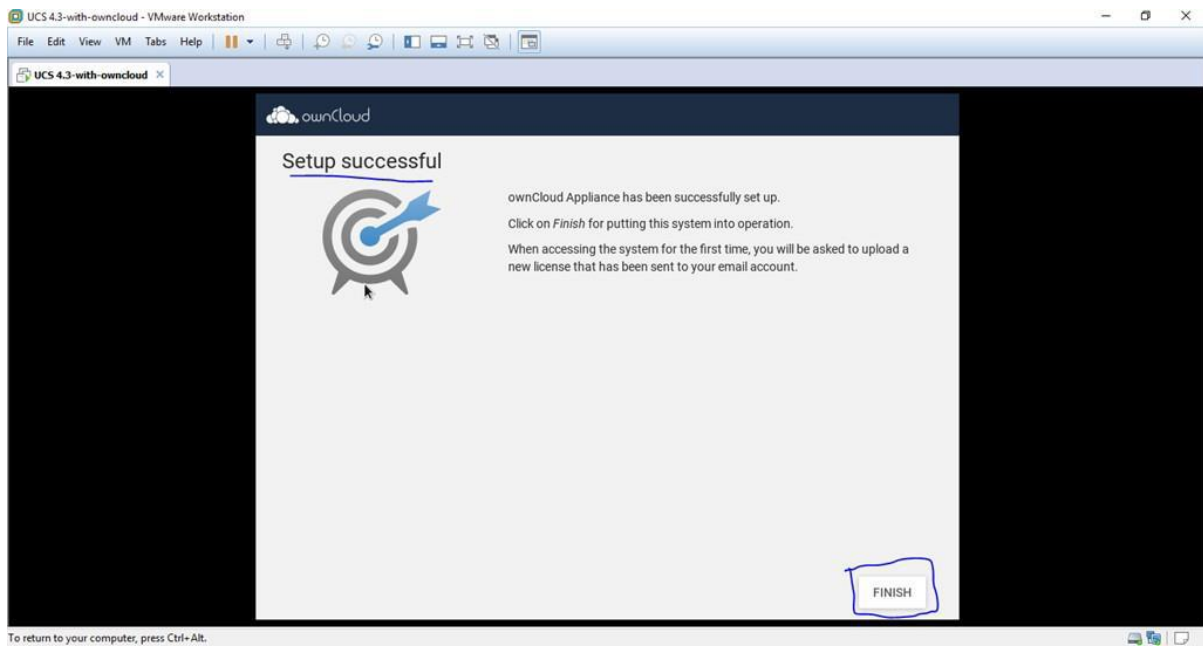 UCS 4.3-with-owncloud - VMware Workstation
File Edit View VM Tabs Help
UCS 4.3-with-owncloud
ownCloud
Setup successful
ownCloud Appliance has been successfully set up.
Click on Finish for putting this system into operation.
When accessing the system for the first time, you will be asked to upload a
new license that has been sent to your email account.
FINISH
To return to your computer, press Ctrl+Alt.